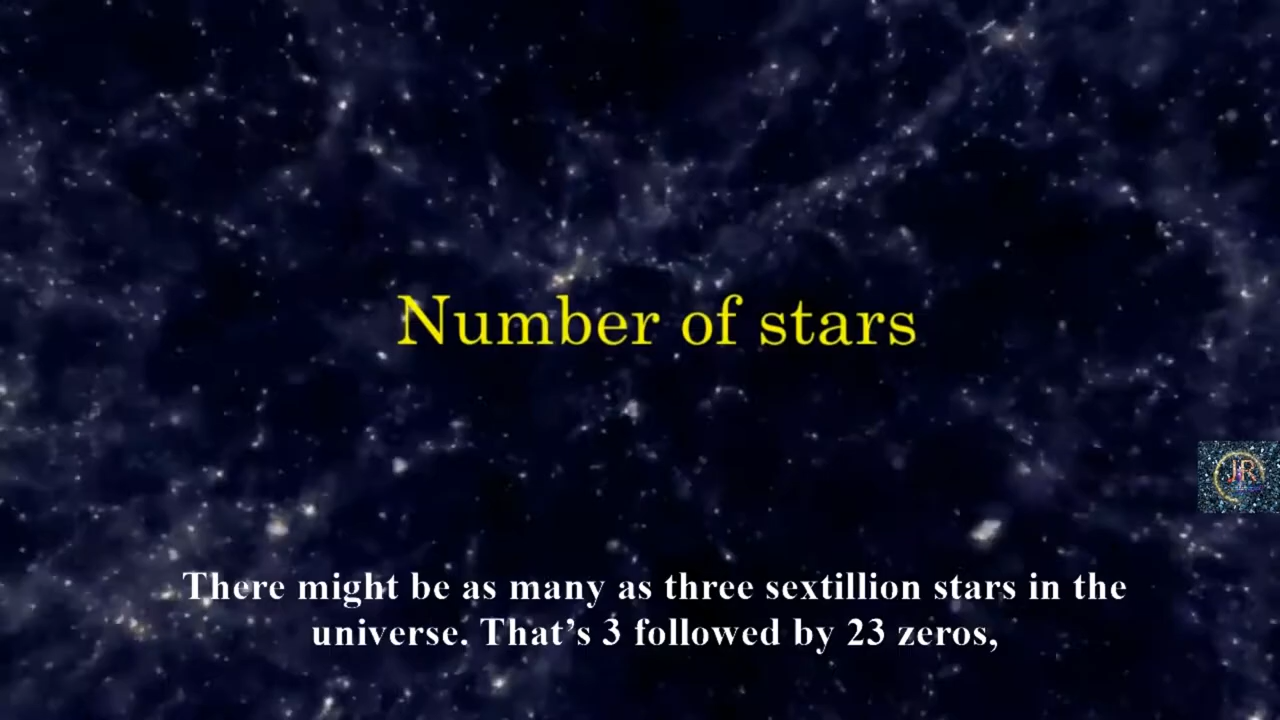 Number of stars
JR
There might be as many as three sextillion stars in the
universe. That’s 3 followed by 23 zeros,